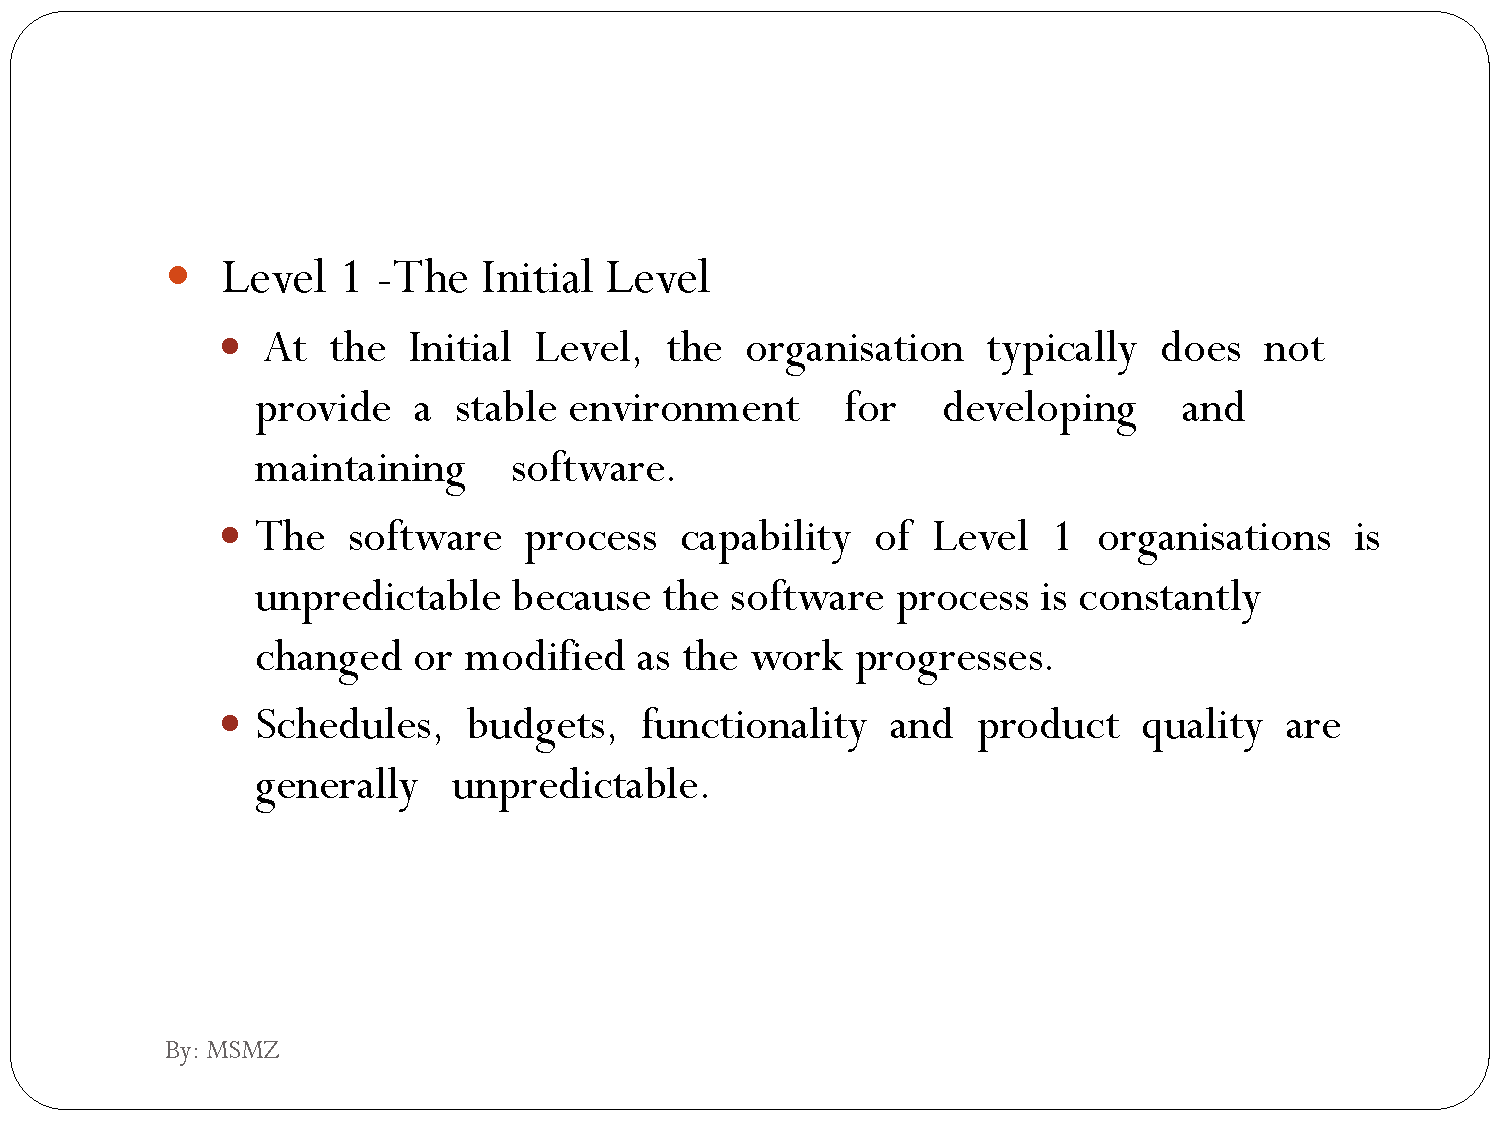 • Level 1 -The Initial Level
• At the Initial Level, the organisation typically does not
provide a stable environment for developing and
maintaining software.
• The software process capability of Level 1 organisations is
unpredictable because the software process is constantly
changed or modified as the work progresses.
• Schedules, budgets, functionality and product quality are
generally unpredictable.
By: MSMZ